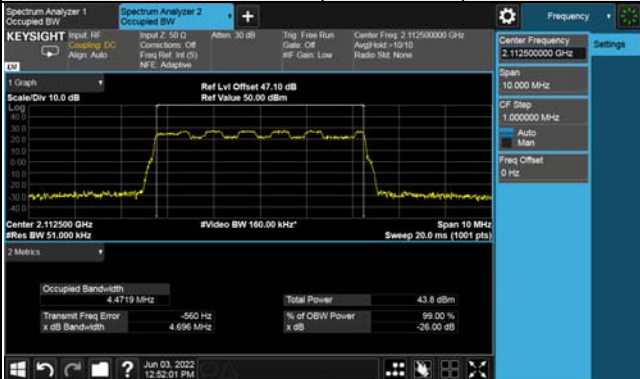 Spectrum Analyzer 1
Occupied BW
Spectrum Analyzer 2
Occupied BW
+
Frequency
KEYSIGHT
Input: RF
Coupling: DC
Align: Auto
Input Z: 50 Ω
Corrections: Off
Freq Ref: Int (S)
NFE: Adaptive
Atten: 30 dB
Trig: Free Run
Gate: Off
#IF Gain: Low
Center Freq: 2.112500000 GHz
Avg|Hold:>10/10
Radio Std: None
LXI
Center Frequency
2.112500000 GHz
Settings
Span
10.000 MHz
CF Step
1.000000 MHz
Auto
Man
Freq Offset
0 Hz
1 Graph
Scale/Div 10.0 dB
Ref Lvl Offset 47.10 dB
Ref Value 50.00 dBm
Log
40.0
30.0
20.0
10.0
0.00
-10.0
-20.0
-30.0
-40.0
Center 2.112500 GHz
#Res BW 51.000 kHz
#Video BW 160.00 kHz*
Span 10 MHz
Sweep 20.0 ms (1001 pts)
2 Metrics
Occupied Bandwidth
4.4719 MHz
Total Power
43.8 dBm
Transmit Freq Error
-560 Hz
% of OBW Power
99.00 %
x dB Bandwidth
4.696 MHz
x dB
-26.00 dB
?
Jun 03, 2022
12:52:01 PM